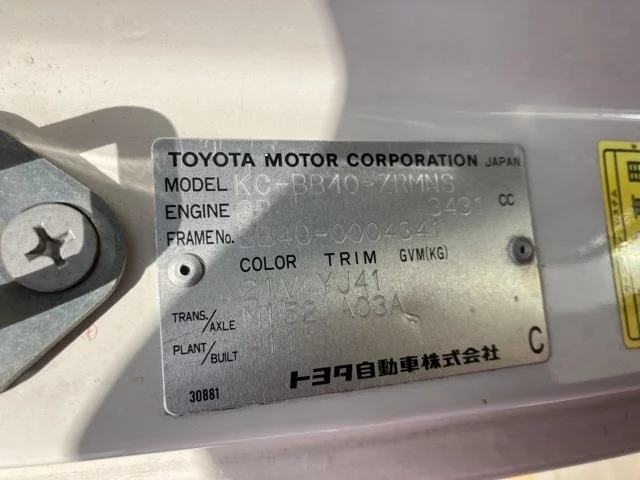 TOYOTA MOTOR CORPORATION JAPAN
MODEL KC-BB40-ZRMNS
ENGINE 3431 CC
FRAME No. BB40-0004341
COLOR TRIM GVM(KG)
YJ41
TRANS./AXLE M152 A03A
PLANT/BUILT
トヨタ自動車株式会社 C
30881